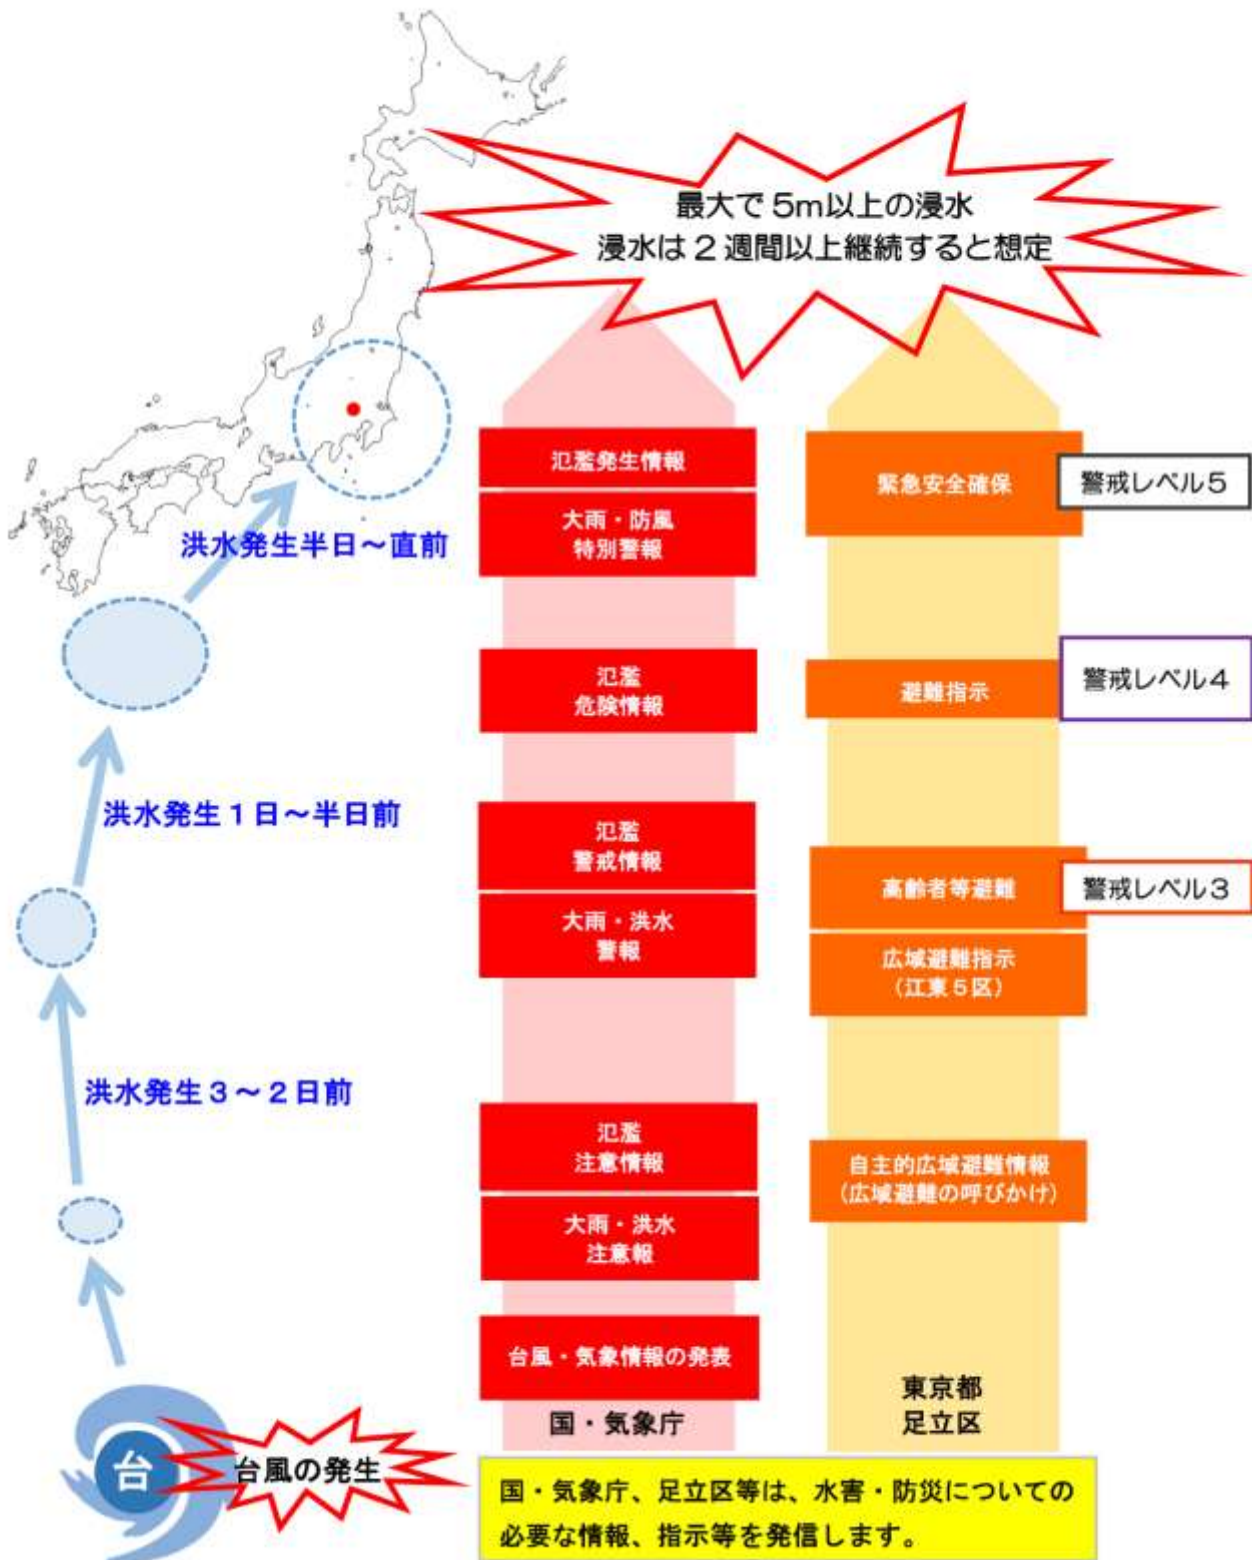 最大で5m以上の浸水
浸水は2週間以上継続すると想定
氾濫発生情報
大雨・防風
特別警報
緊急安全確保
警戒レベル5
洪水発生半日～直前
氾濫
危険情報
避難指示
警戒レベル4
洪水発生1日～半日前
氾濫
警戒情報
大雨・洪水
警報
高齢者等避難
警戒レベル3
広域避難指示
（江東5区）
洪水発生3～2日前
氾濫
注意情報
大雨・洪水
注意報
自主的広域避難情報
（広域避難の呼びかけ）
台風・気象情報の発表
国・気象庁
東京都
足立区
台
台風の発生
国・気象庁、足立区等は、水害・防災についての
必要な情報、指示等を発信します。